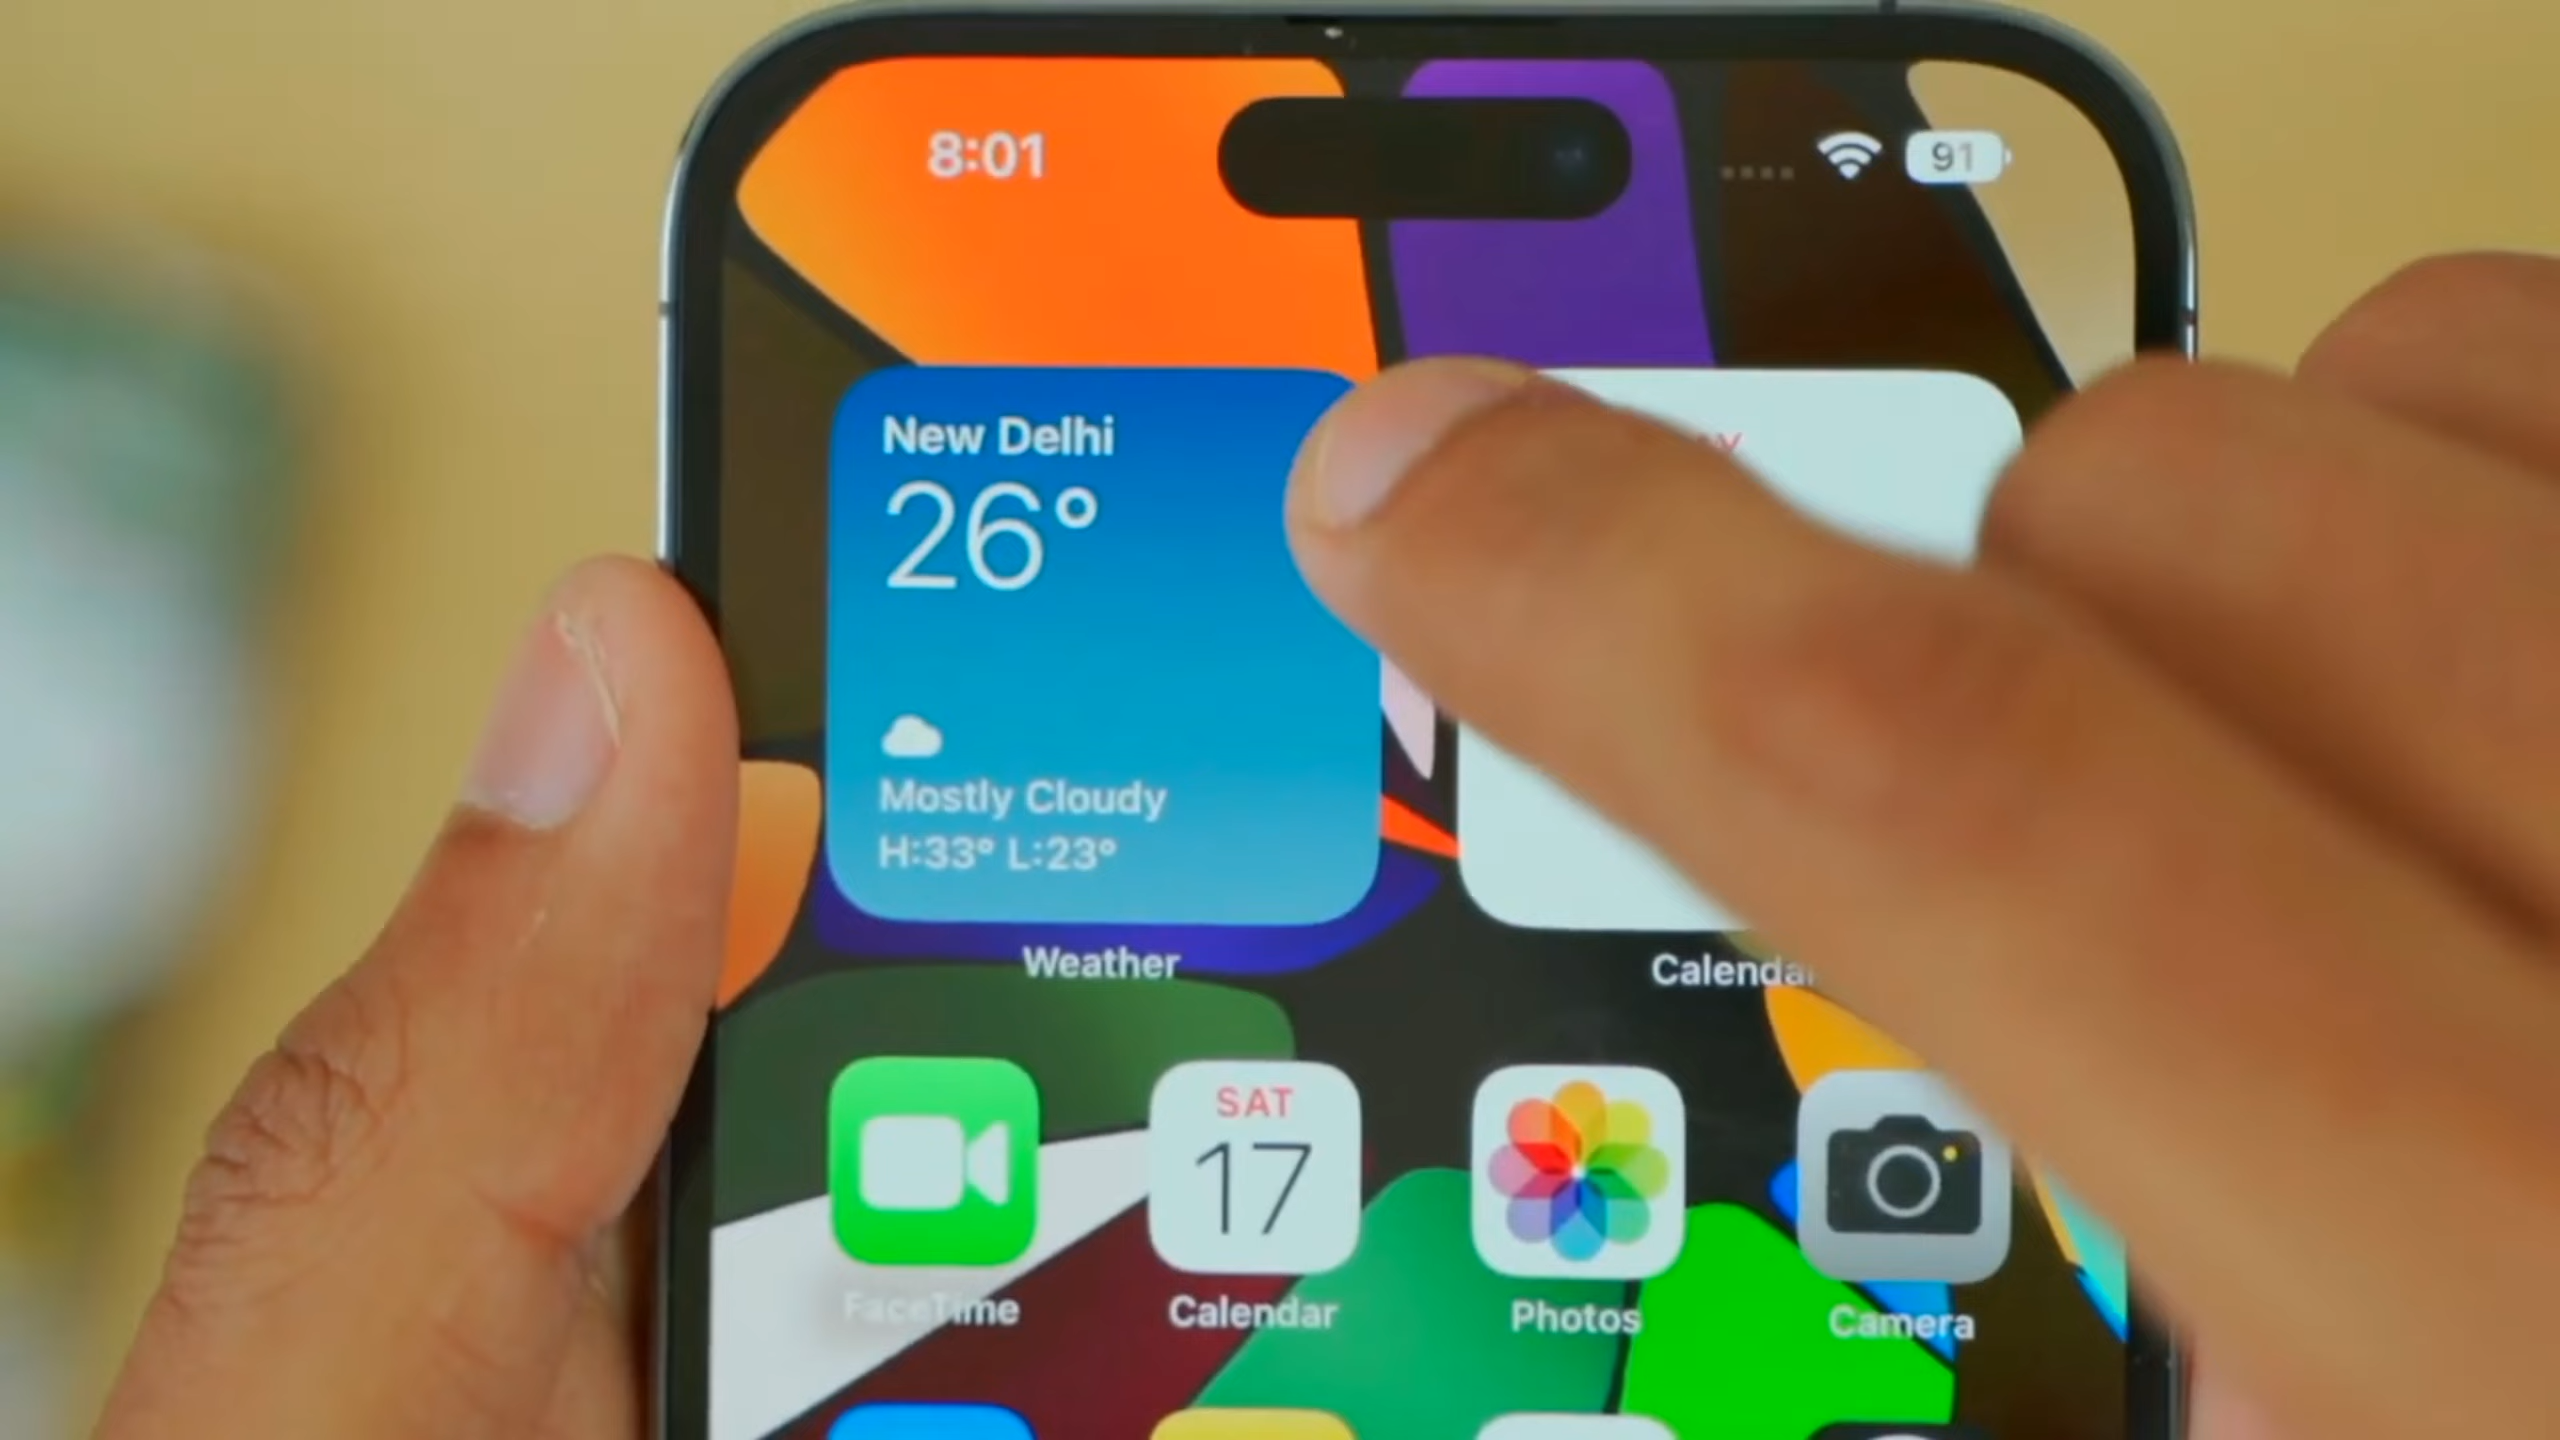 8:01
91
New Delhi
26°
Mostly Cloudy
H:33° L:23°
Weather
SAT
17
FaceTime
Calendar
Photos
Camera